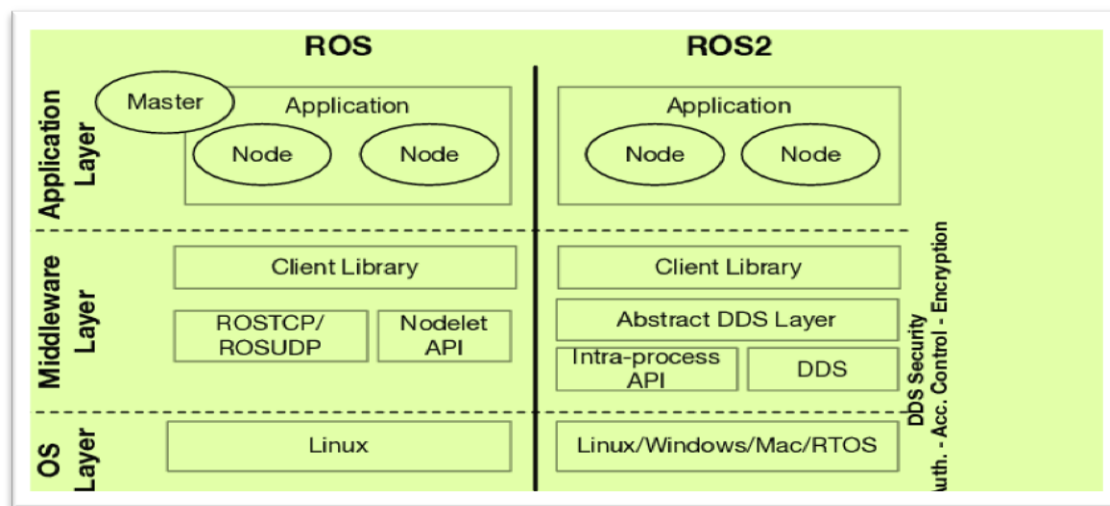 ROS
ROS2
Application
Layer
Master
Application
Node
Node
Application
Node
Node
Middleware
Layer
Client Library
ROSTCP/
ROSUDP
Nodelet
API
Client Library
Abstract DDS Layer
Intra-process
API
DDS
OS
Layer
Linux
Linux/Windows/Mac/RTOS
DDS Security
uth. - Acc. Control - Encryption